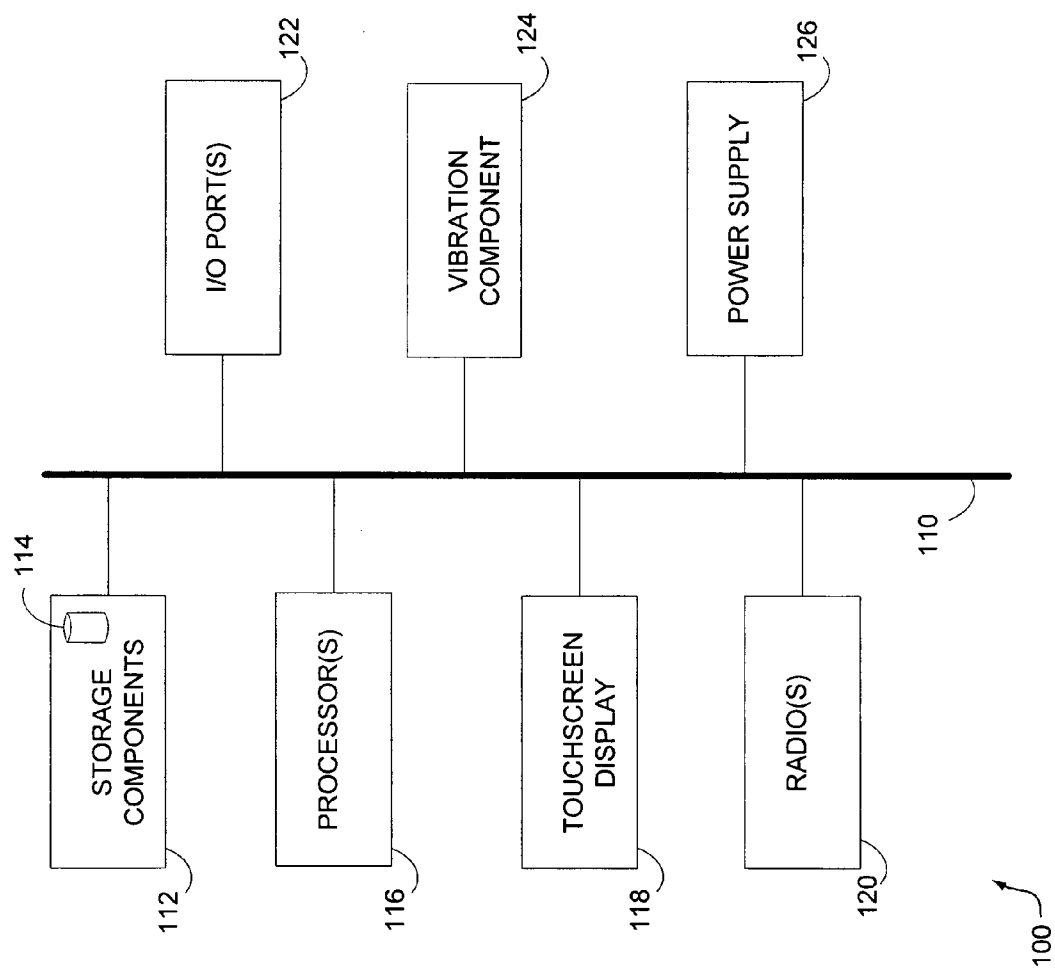 114
STORAGE
COMPONENTS
112
PROCESSOR(S)
116
TOUCHSCREEN
DISPLAY
118
RADIO(S)
120
110
I/O PORT(S)
122
VIBRATION
COMPONENT
124
POWER SUPPLY
126
100